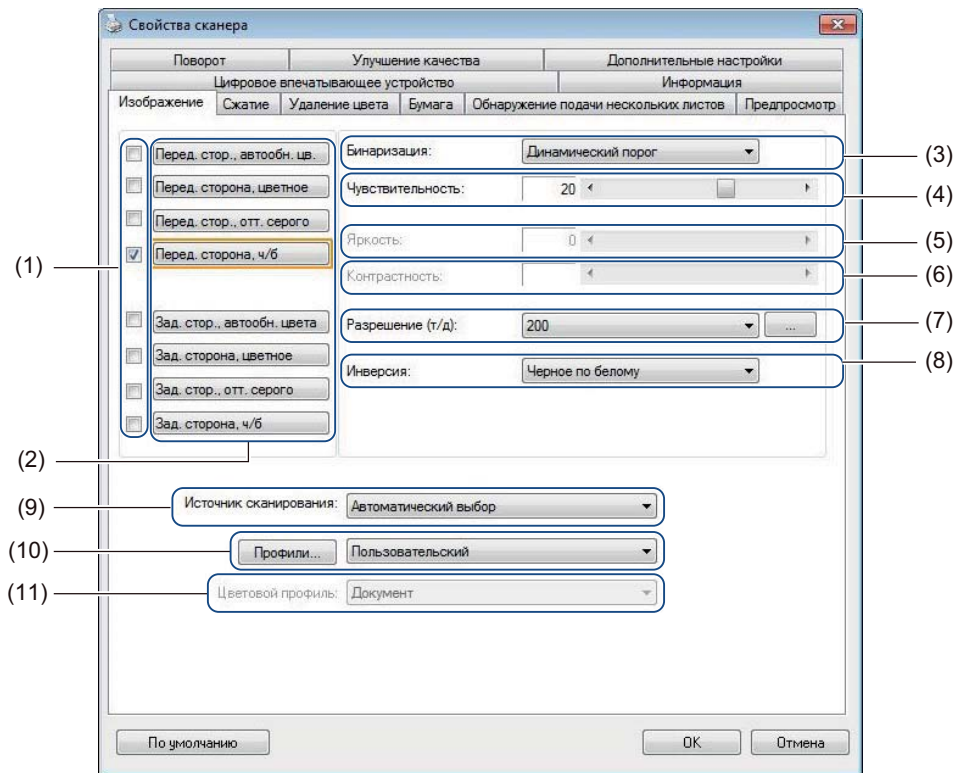 Свойства сканера
Поворот Улучшение качества Дополнительные настройки
Цифровое впечатывающее устройство Информация
Изображение Сжатие Удаление цвета Бумага Обнаружение подачи нескольких листов Предпросмотр
Перед. стор., автообн. цв. Бинаризация: Динамический порог (3)
Перед. сторона, цветное Чувствительность: 20 (4)
Перед. стор., отт. серого Яркость: 0 (5)
(1) Перед. сторона, ч/б Контрастность: (6)
Зад. стор., автообн. цвета Разрешение (т/д): 200 ... (7)
Зад. сторона, цветное Инверсия: Черное по белому (8)
Зад. стор., отт. серого
Зад. сторона, ч/б
(2)
(9) Источник сканирования: Автоматический выбор
(10) Профили... Пользовательский
(11) Цветовой профиль: Документ
По умолчанию OK Отмена